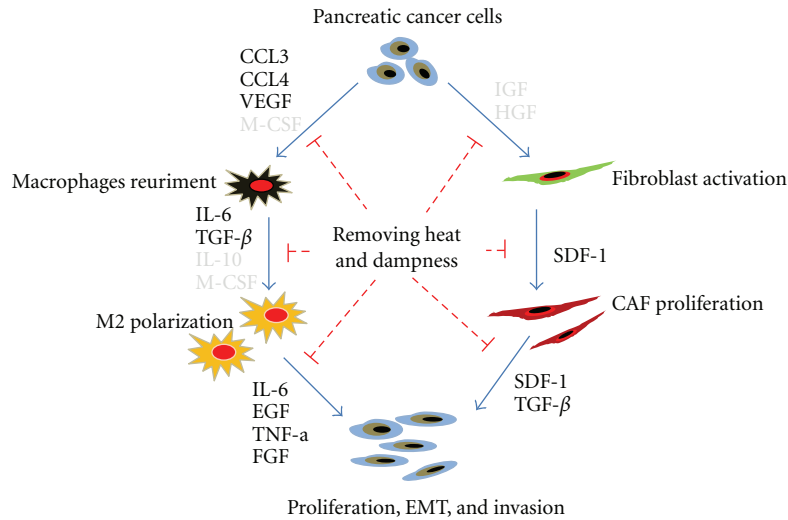 Pancreatic cancer cells
CCL3
CCL4
VEGF
M-CSF
IGF
HGF
Macrophages reuriment
Fibroblast activation
IL-6
TGF-β
IL-10
M-CSF
Removing heat
and dampness
SDF-1
M2 polarization
CAF proliferation
IL-6
EGF
TNF-a
FGF
SDF-1
TGF-β
Proliferation, EMT, and invasion